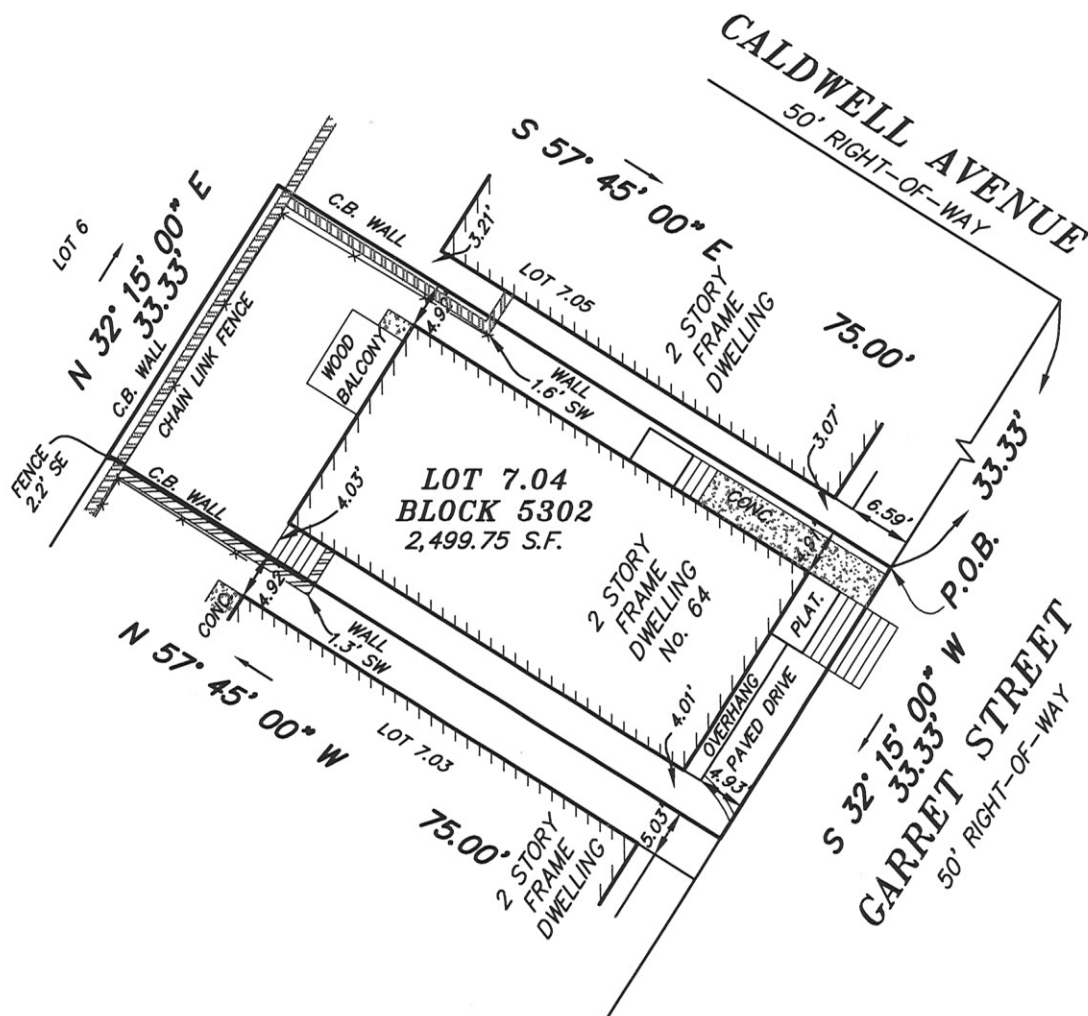 CALDWELL AVENUE
50' RIGHT-OF-WAY
S 57° 45' 00" E
75.00'
LOT 6
N 32° 15' 00" E
33.33'
C.B. WALL
3.21'
LOT 7.05
2 STORY
FRAME
DWELLING
C.B. WALL
CHAIN LINK FENCE
WOOD
BALCONY
WALL
1.6' SW
3.07'
6.59'
33.33'
P.O.B.
FENCE
2.2' SE
C.B. WALL
4.03'
LOT 7.04
BLOCK 5302
2,499.75 S.F.
CONC.
2 STORY
FRAME
DWELLING
No. 64
PLAT.
4.92'
CONC.
WALL
1.3' SW
N 57° 45' 00" W
75.00'
LOT 7.03
4.01'
OVERHANG
PAVED DRIVE
4.93'
5.03'
2 STORY
FRAME
DWELLING
S 32° 15' 00" W
33.33'
GARRET STREET
50' RIGHT-OF-WAY